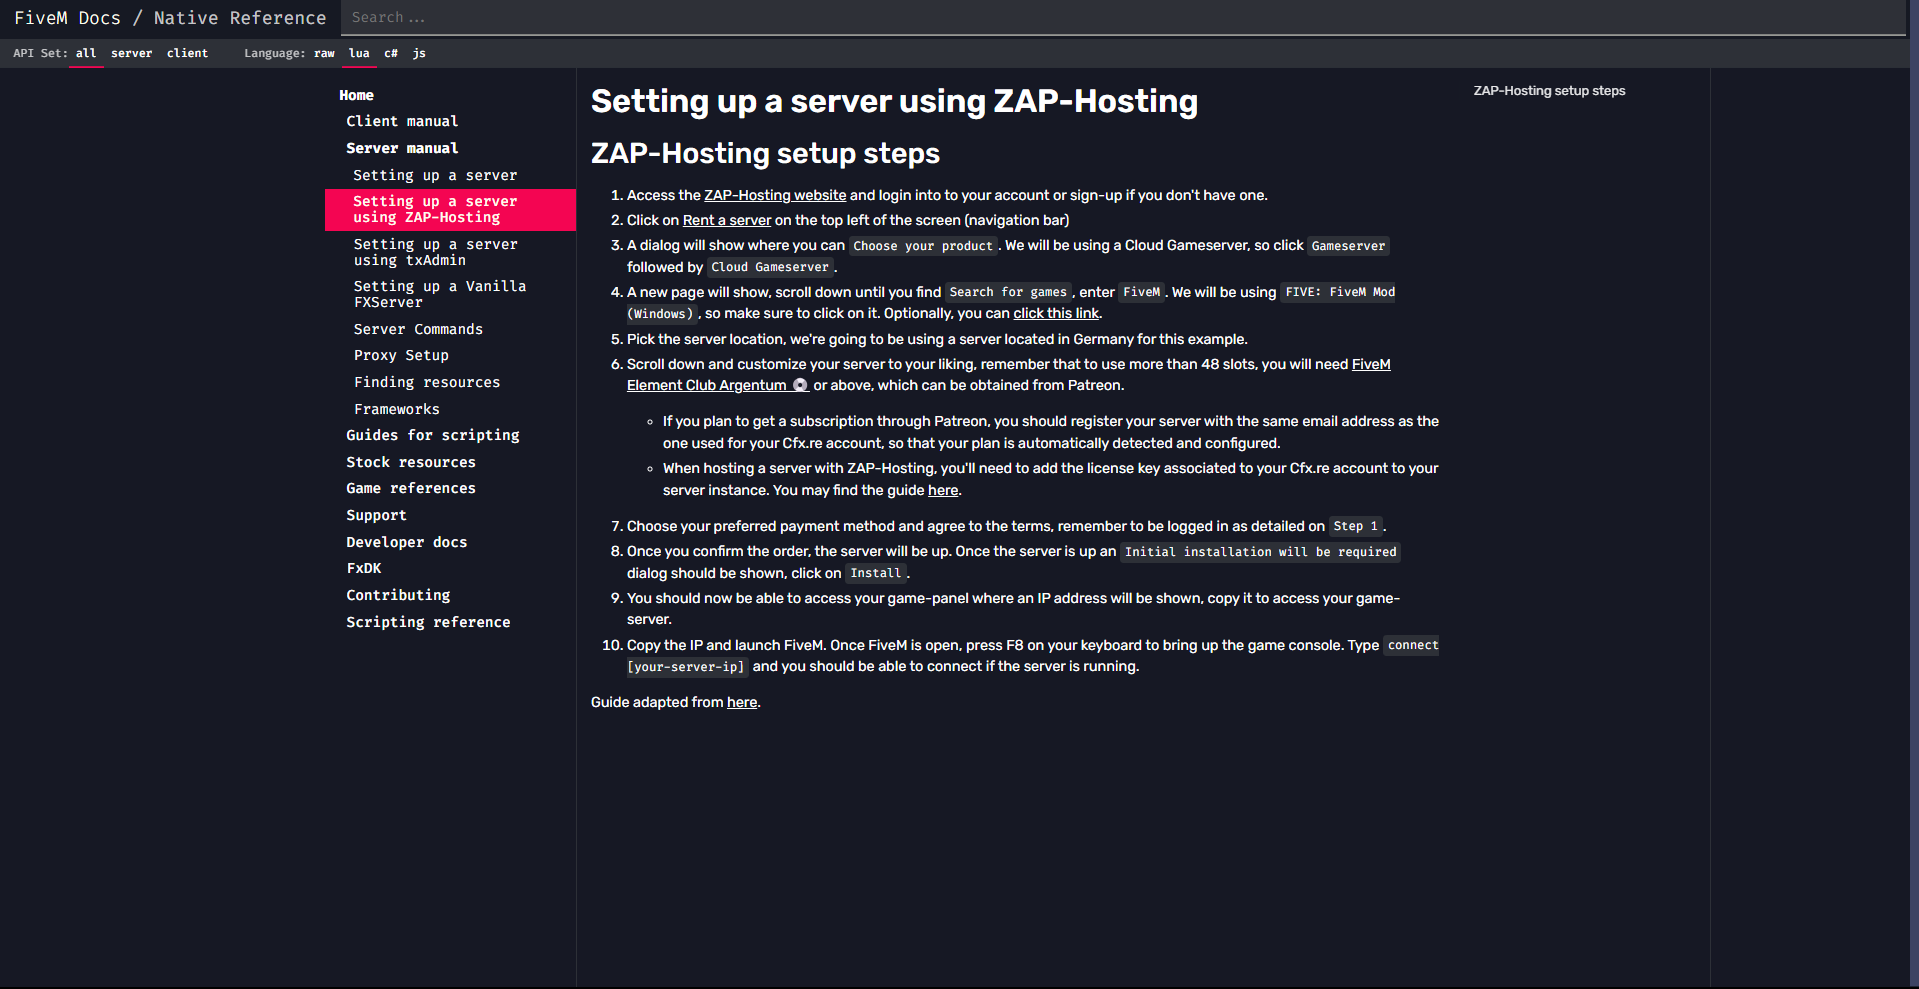 FiveM Docs / Native Reference
Search ...
API Set: all server client Language: raw lua c# js
Home
Client manual
Server manual
Setting up a server
Setting up a server
using ZAP-Hosting
Setting up a server
using txAdmin
Setting up a Vanilla
FXServer
Server Commands
Proxy Setup
Finding resources
Frameworks
Guides for scripting
Stock resources
Game references
Support
Developer docs
FxDK
Contributing
Scripting reference
Setting up a server using ZAP-Hosting
ZAP-Hosting setup steps
1. Access the ZAP-Hosting website and login into to your account or sign-up if you don't have one.
2. Click on Rent a server on the top left of the screen (navigation bar)
3. A dialog will show where you can Choose your product. We will be using a Cloud Gameserver, so click Gameserver
followed by Cloud Gameserver.
4. A new page will show, scroll down until you find Search for games, enter FiveM. We will be using FIVE: FiveM Mod
(Windows), so make sure to click on it. Optionally, you can click this link.
5. Pick the server location, we're going to be using a server located in Germany for this example.
6. Scroll down and customize your server to your liking, remember that to use more than 48 slots, you will need FiveM
Element Club Argentum or above, which can be obtained from Patreon.
◦ If you plan to get a subscription through Patreon, you should register your server with the same email address as the
one used for your Cfx.re account, so that your plan is automatically detected and configured.
◦ When hosting a server with ZAP-Hosting, you'll need to add the license key associated to your Cfx.re account to your
server instance. You may find the guide here.
7. Choose your preferred payment method and agree to the terms, remember to be logged in as detailed on Step 1.
8. Once you confirm the order, the server will be up. Once the server is up an Initial installation will be required
dialog should be shown, click on Install.
9. You should now be able to access your game-panel where an IP address will be shown, copy it to access your game-
server.
10. Copy the IP and launch FiveM. Once FiveM is open, press F8 on your keyboard to bring up the game console. Type connect
[your-server-ip] and you should be able to connect if the server is running.
Guide adapted from here.
ZAP-Hosting setup steps